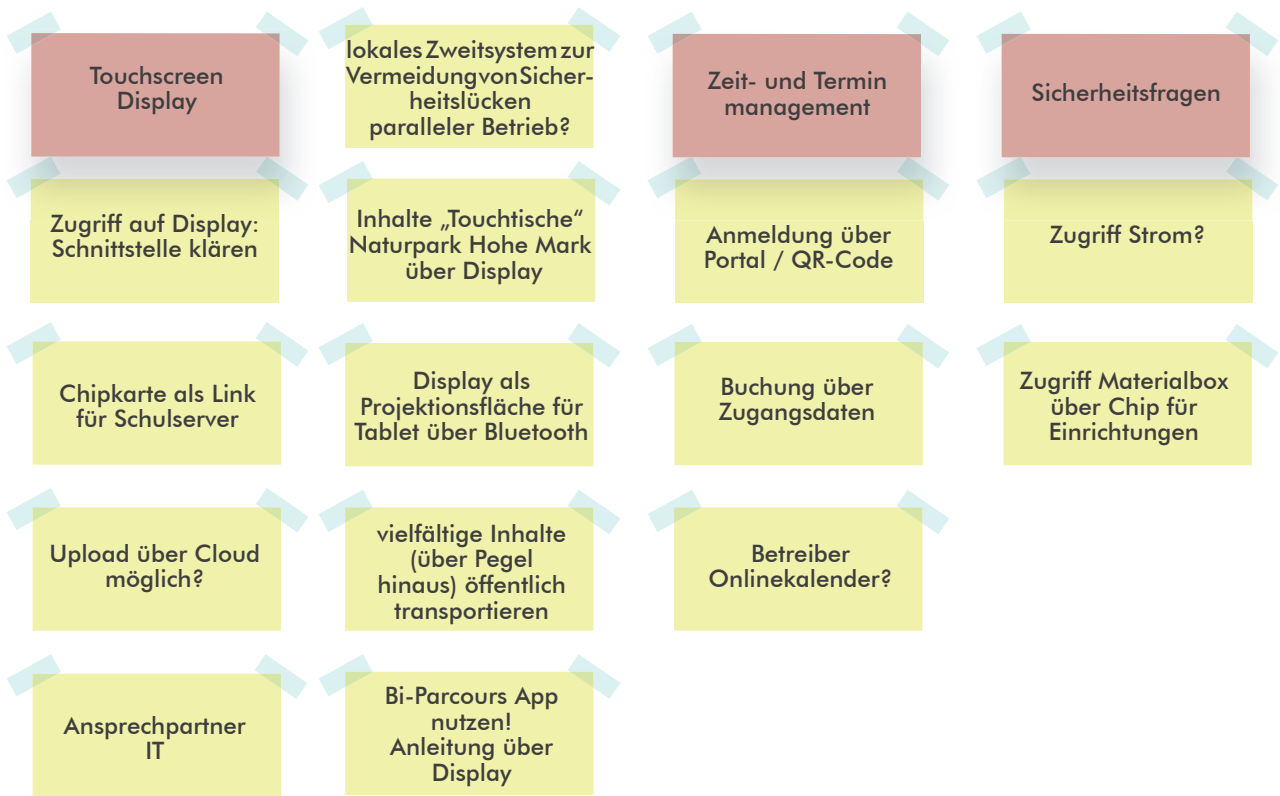 Touchscreen
Display
Zugriff auf Display:
Schnittstelle klären
Chipkarte als Link
für Schulserver
Upload über Cloud
möglich?
Ansprechpartner
IT
lokales Zweitsystem zur
Vermeidung von Sicher-
heitslücken
paralleler Betrieb?
Inhalte „Touchtische“
Naturpark Hohe Mark
über Display
Display als
Projektionsfläche für
Tablet über Bluetooth
vielfältige Inhalte
(über Pegel
hinaus) öffentlich
transportieren
Bi-Parcours App
nutzen!
Anleitung über
Display
Zeit- und Termin
management
Anmeldung über
Portal / QR-Code
Buchung über
Zugangsdaten
Betreiber
Onlinekalender?
Sicherheitsfragen
Zugriff Strom?
Zugriff Materialbox
über Chip für
Einrichtungen